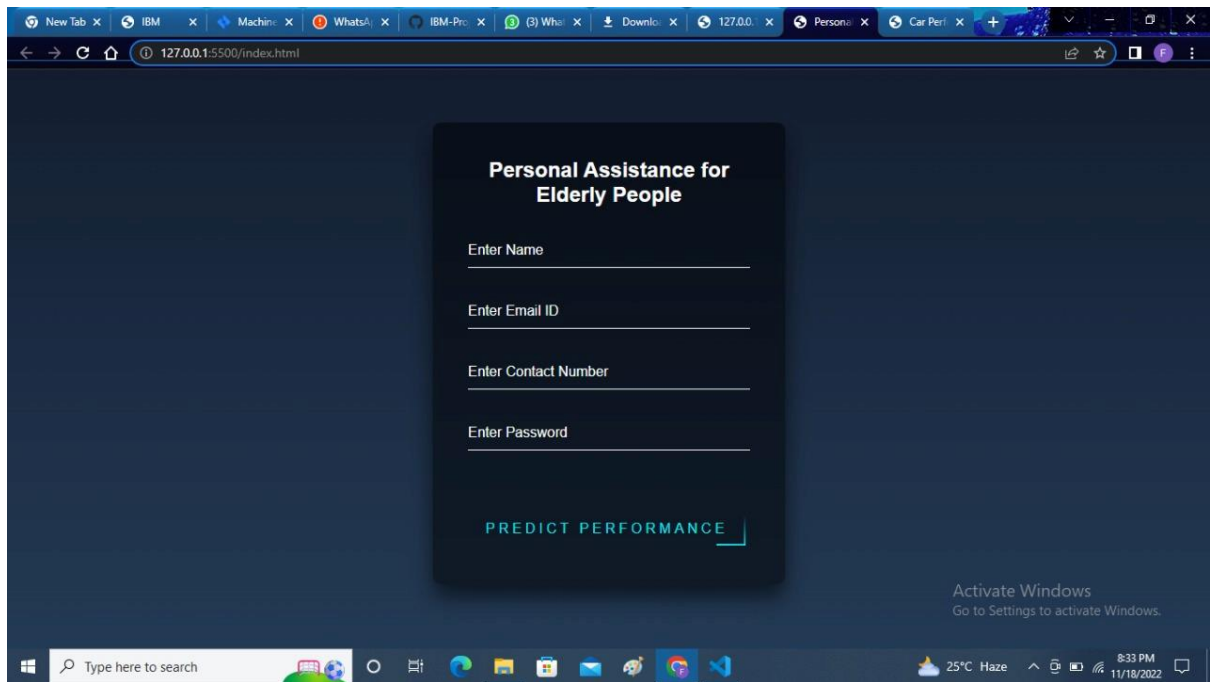 New Tab
IBM
Machine
WhatsA
IBM-Pro
(3) What
Downlo
127.0.0.1
Persona
Car Perf
127.0.0.1:5500/index.html
F
Personal Assistance for
Elderly People
Enter Name
Enter Email ID
Enter Contact Number
Enter Password
PREDICT PERFORMANCE
Activate Windows
Go to Settings to activate Windows.
Type here to search
25°C Haze
8:33 PM
11/18/2022